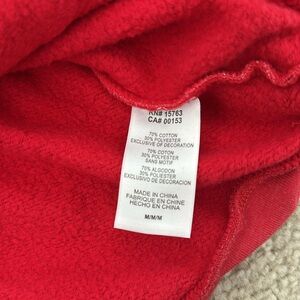 RN# 15763
CA# 00153
70% COTTON
30% POLYESTER
EXCLUSIVE OF DECORATION
70% COTON
30% POLYESTER
SANS MOTIF
70% ALGODON
30% POLIESTER
EXCLUSIVO DE DECORACION
MADE IN CHINA
FABRIQUE EN CHINE
HECHO EN CHINA
M/M/M